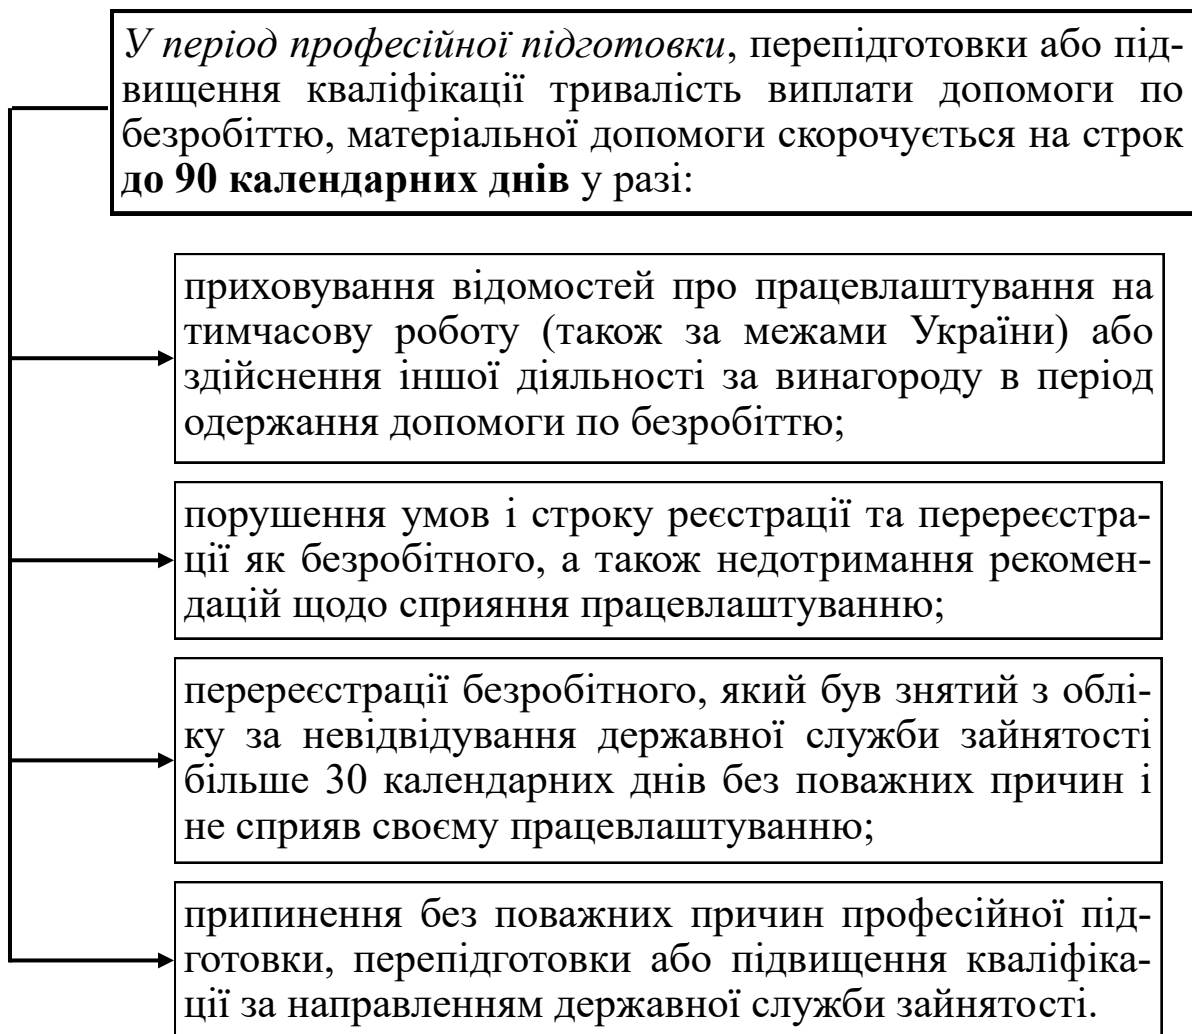 У період професійної підготовки, перепідготовки або під-
вищення кваліфікації тривалість виплати допомоги по
безробіттю, матеріальної допомоги скорочується на строк
до 90 календарних днів у разі:
приховування відомостей про працевлаштування на
тимчасову роботу (також за межами України) або
здійснення іншої діяльності за винагороду в період
одержання допомоги по безробіттю;
порушення умов і строку реєстрації та перереєстра-
ції як безробітного, а також недотримання рекомен-
дацій щодо сприяння працевлаштуванню;
перереєстрації безробітного, який був знятий з облі-
ку за невідвідування державної служби зайнятості
більше 30 календарних днів без поважних причин і
не сприяв своєму працевлаштуванню;
припинення без поважних причин професійної під-
готовки, перепідготовки або підвищення кваліфіка-
ції за направленням державної служби зайнятості.